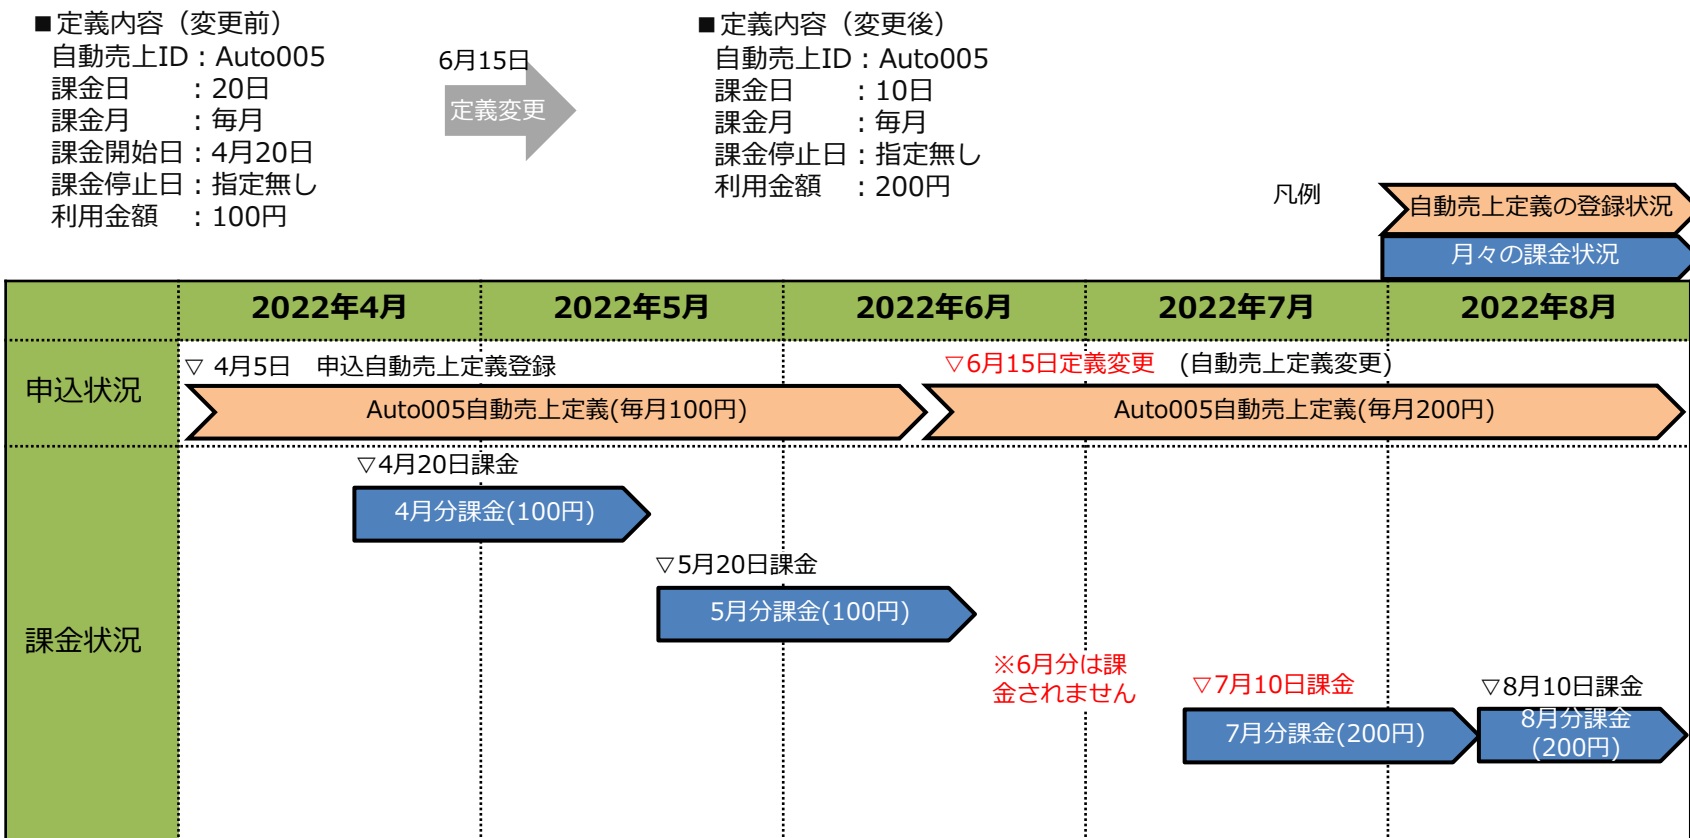 ■定義内容（変更前）
自動売上ID：Auto005
課金日　　：20日
課金月　　：毎月
課金開始日：4月20日
課金停止日：指定無し
利用金額　：100円
6月15日
定義変更
■定義内容（変更後）
自動売上ID：Auto005
課金日　　：10日
課金月　　：毎月
課金停止日：指定無し
利用金額　：200円
凡例
自動売上定義の登録状況
月々の課金状況
2022年4月
2022年5月
2022年6月
2022年7月
2022年8月
申込状況
▽ 4月5日　申込自動売上定義登録
▽6月15日定義変更　(自動売上定義変更)
Auto005自動売上定義(毎月100円)
Auto005自動売上定義(毎月200円)
課金状況
▽4月20日課金
4月分課金(100円)
▽5月20日課金
5月分課金(100円)
※6月分は課
金されません
▽7月10日課金
7月分課金(200円)
▽8月10日課金
8月分課金
(200円)